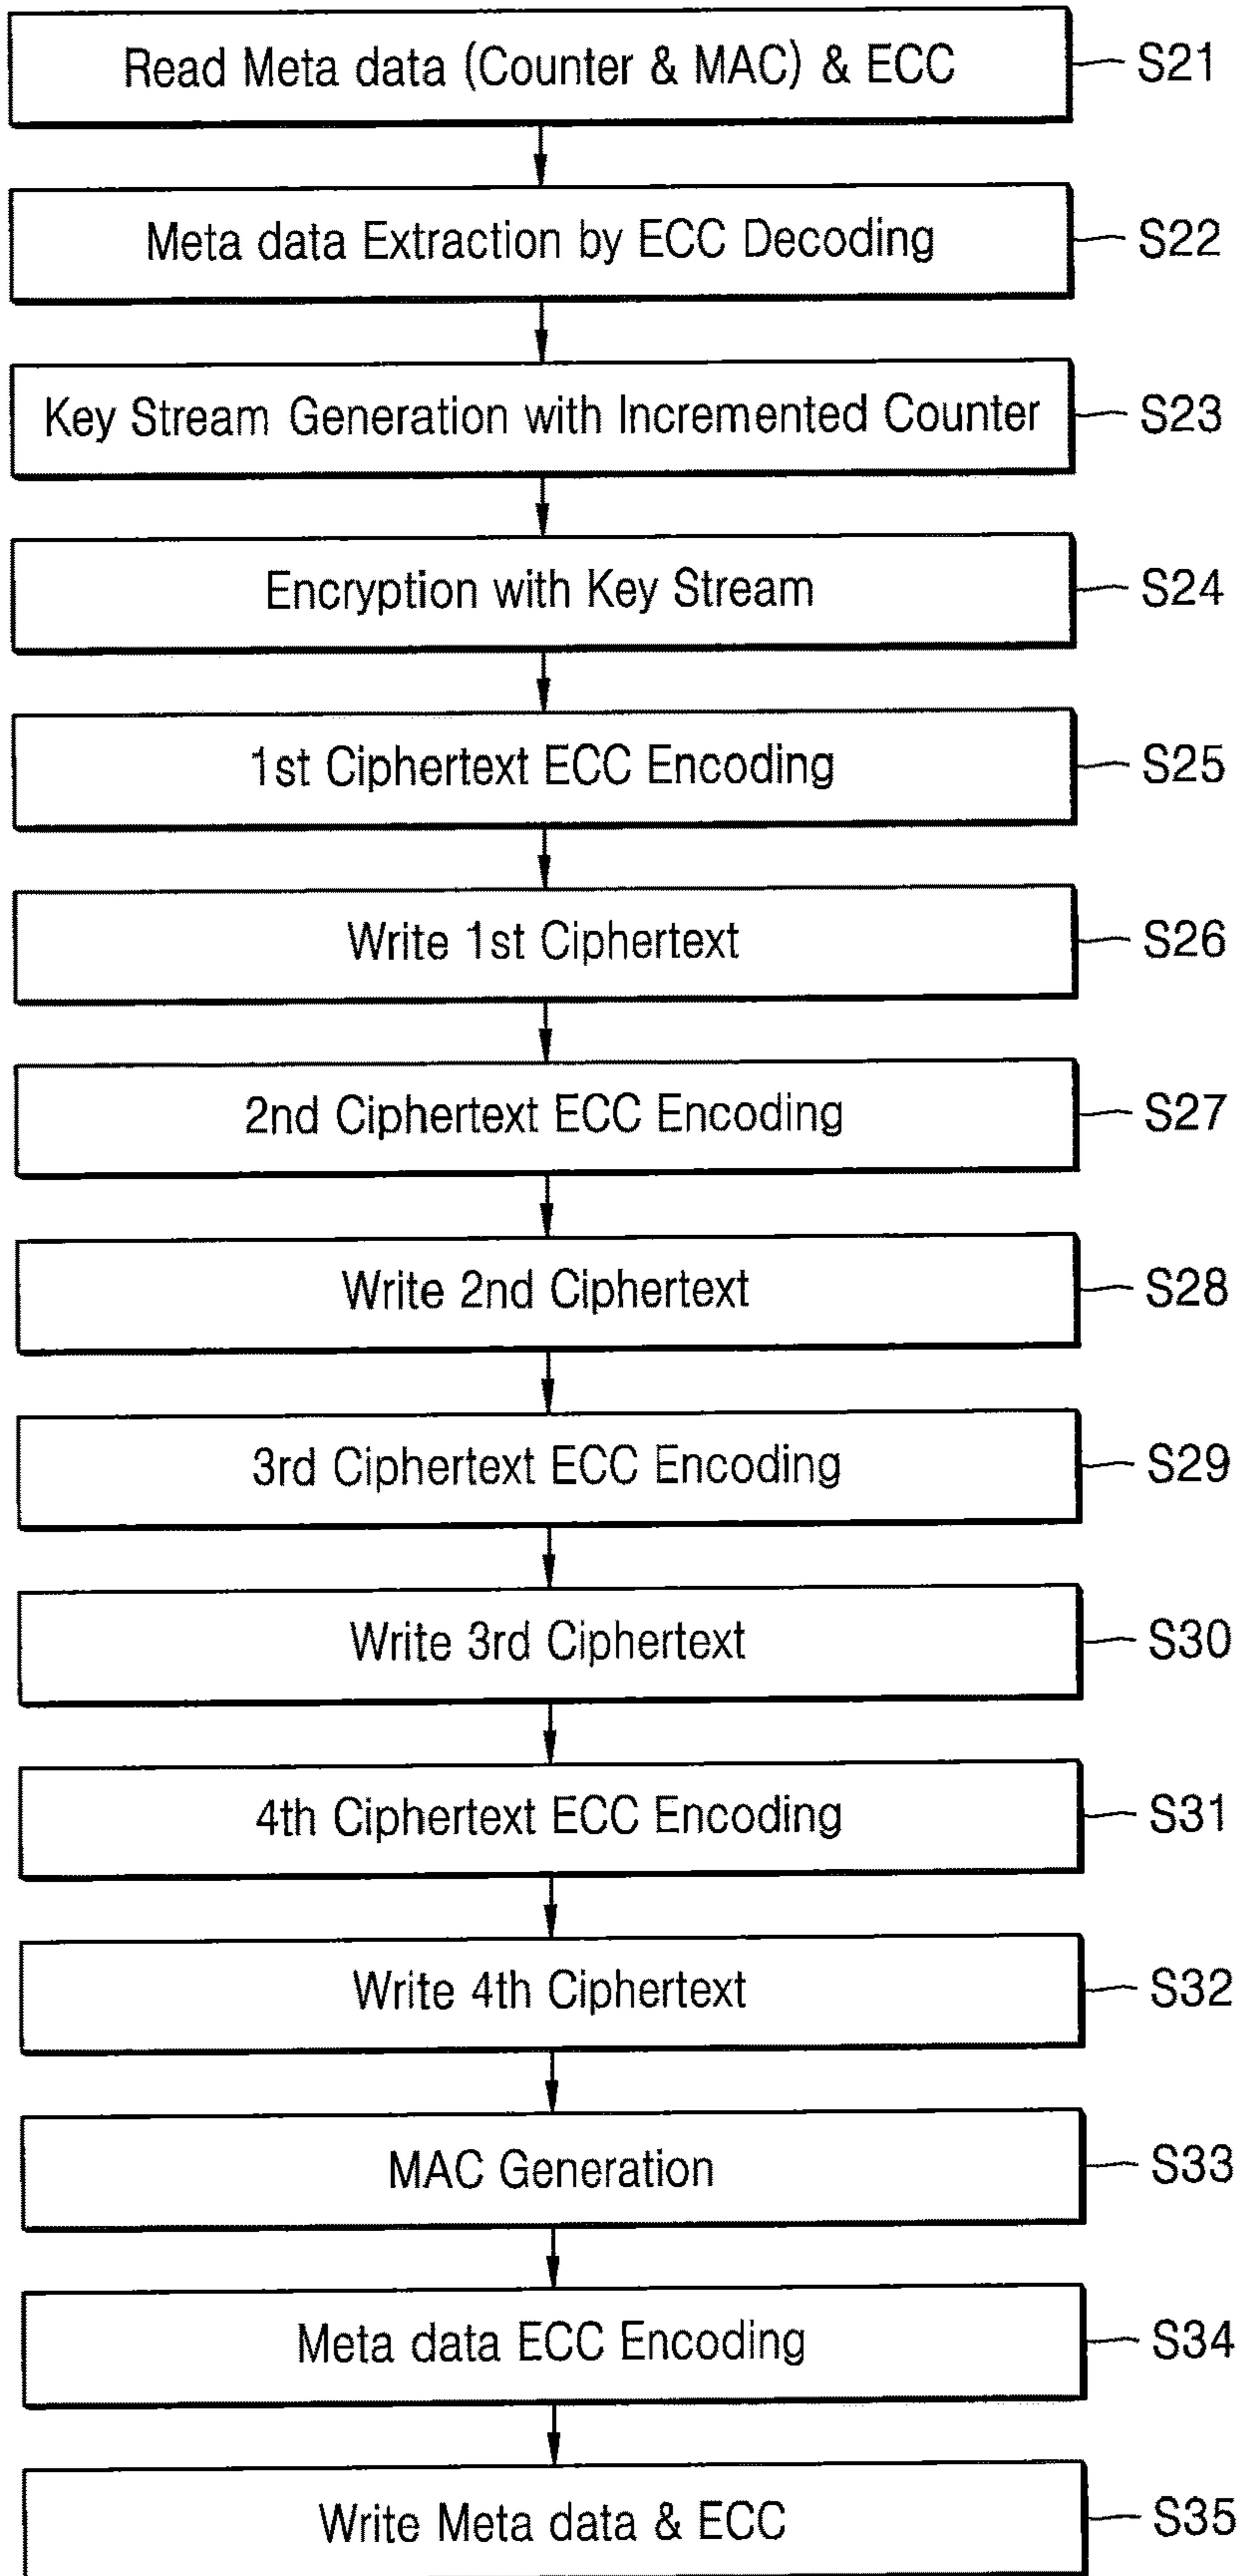 Read Meta data (Counter & MAC) & ECC S21
Meta data Extraction by ECC Decoding S22
Key Stream Generation with Incremented Counter S23
Encryption with Key Stream S24
1st Ciphertext ECC Encoding S25
Write 1st Ciphertext S26
2nd Ciphertext ECC Encoding S27
Write 2nd Ciphertext S28
3rd Ciphertext ECC Encoding S29
Write 3rd Ciphertext S30
4th Ciphertext ECC Encoding S31
Write 4th Ciphertext S32
MAC Generation S33
Meta data ECC Encoding S34
Write Meta data & ECC S35